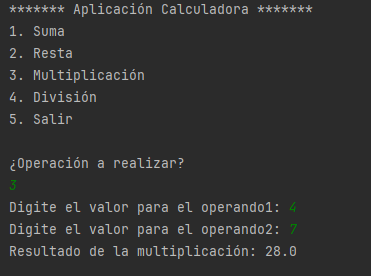 ******* Aplicación Calculadora *******
1. Suma
2. Resta
3. Multiplicación
4. División
5. Salir
¿Operación a realizar?
3
Digite el valor para el operando1: 4
Digite el valor para el operando2: 7
Resultado de la multiplicación: 28.0